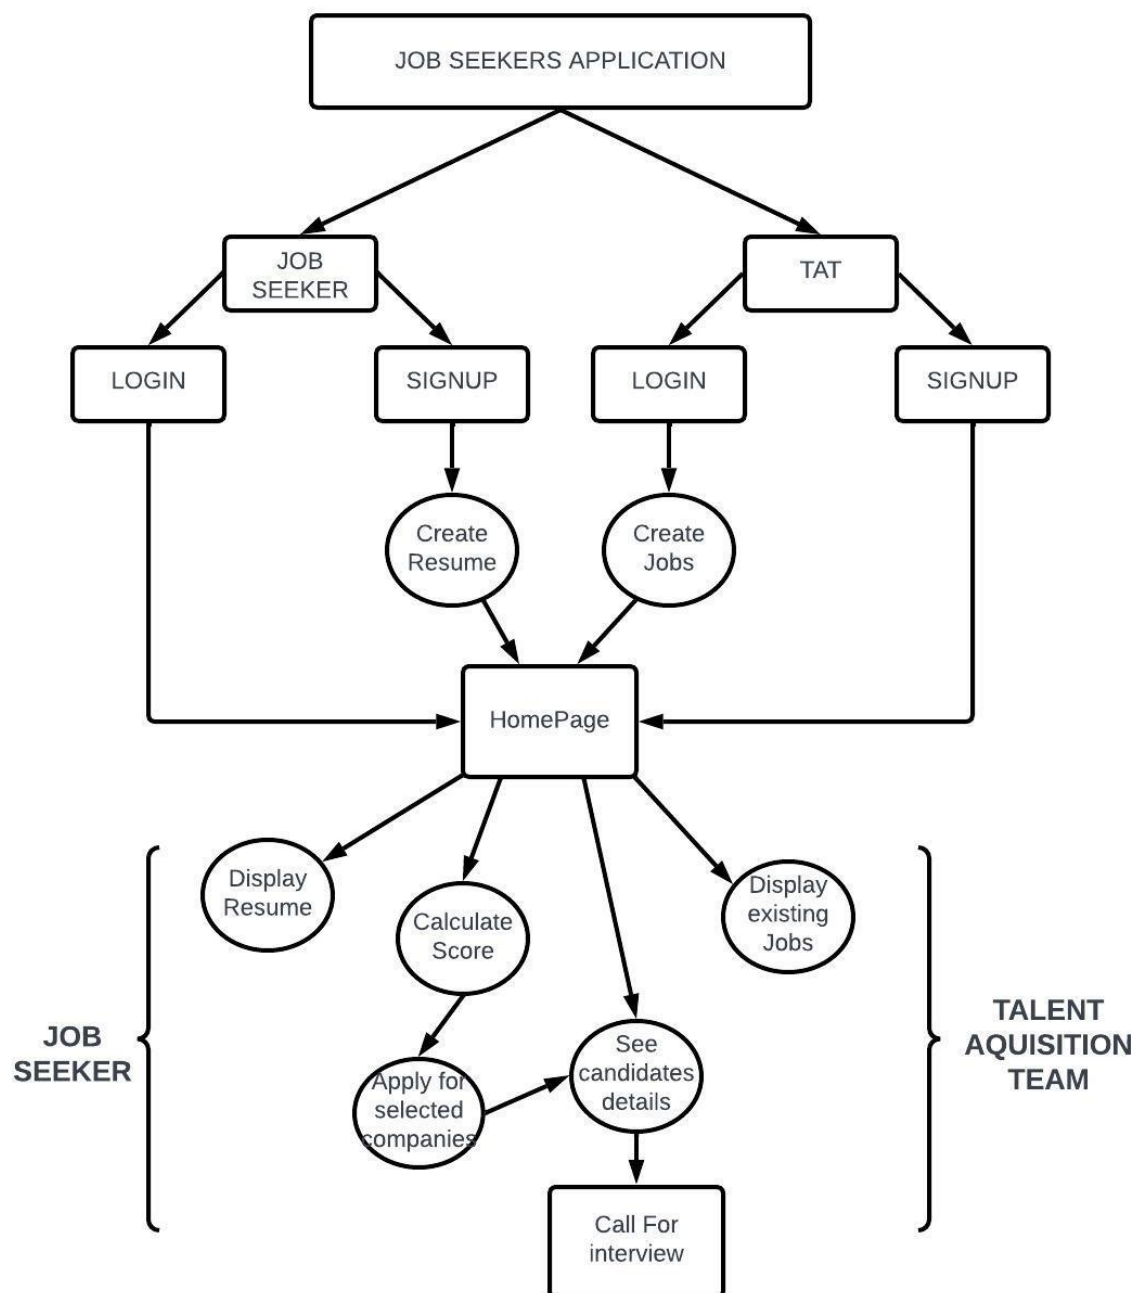 JOB SEEKERS APPLICATION
JOB
SEEKER
TAT
LOGIN
SIGNUP
LOGIN
SIGNUP
Create
Resume
Create
Jobs
HomePage
Display
Resume
Calculate
Score
Display
existing
Jobs
JOB
SEEKER
TALENT
AQUISITION
TEAM
See
candidates
details
Apply for
selected
companies
Call For
interview